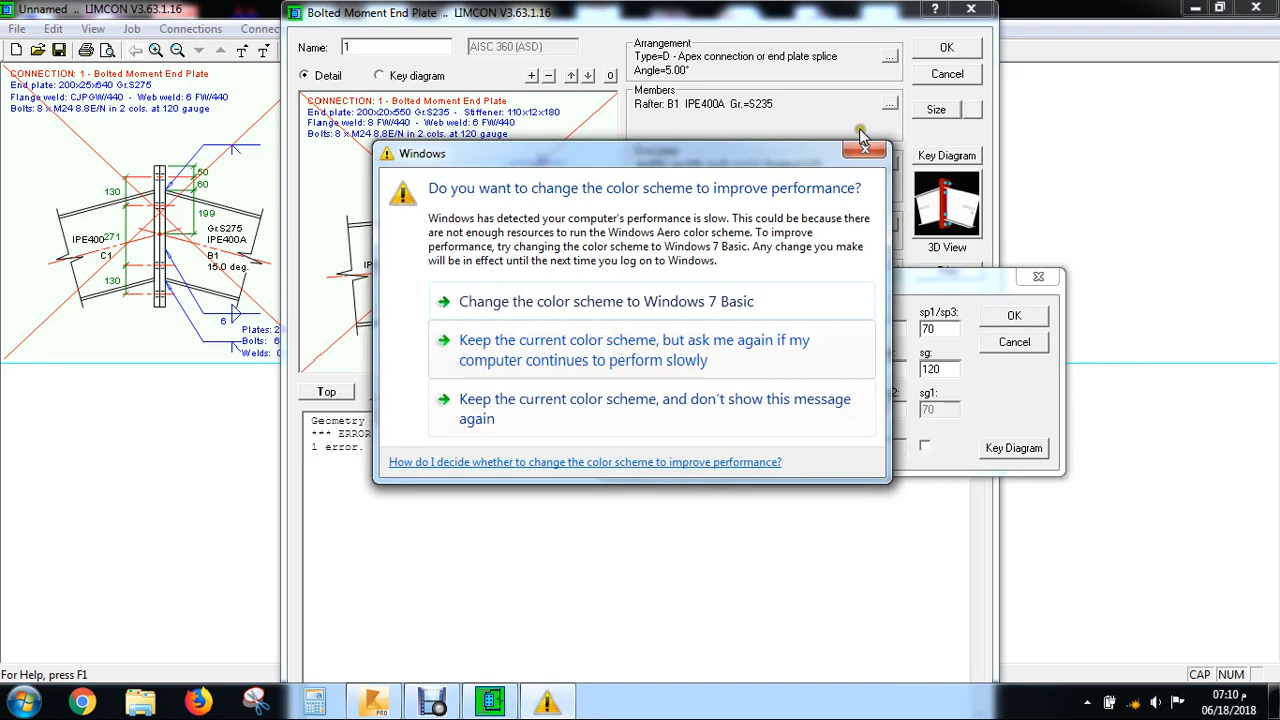 Unnamed .. LIMCON V3.63.1.16
File Edit View Job Connections Connec
CONNECTION: 1 - Bolted Moment End Plate
End plate: 200x25x640 Gr.S275
Flange weld: CJPGW/440 - Web weld: 6 FW/440
Bolts: 8 x M24 8.8E/N in 2 cols. at 120 gauge
50
60
130
199
IPE400
271
Gr.S275
IPE400A
C1
B1
15.0 deg.
130
6
Plates: 2
Bolts: 6
Welds: 0
Bolted Moment End Plate .. LIMCON V3.63.1.16
Name: 1 AISC 360 (ASD)
Detail Key diagram + − ↑ ↓ 0
CONNECTION: 1 - Bolted Moment End Plate
End plate: 200x20x550 Gr.S235 - Stiffener: 110x12x180
Flange weld: 8 FW/440 - Web weld: 6 FW/440
Bolts: 8 x M24 8.8E/N in 2 cols. at 120 gauge
Arrangement
Type=D - Apex connection or end plate splice
Angle=5.00°
...
Members
Rafter: B1 IPE400A Gr.=S235
...
OK
Cancel
Size
Key Diagram
3D View
Top
Geometry
*** ERROR
1 error.
Windows
Do you want to change the color scheme to improve performance?
Windows has detected your computer's performance is slow. This could be because there
are not enough resources to run the Windows Aero color scheme. To improve
performance, try changing the color scheme to Windows 7 Basic. Any change you make
will be in effect until the next time you log on to Windows.
Change the color scheme to Windows 7 Basic
Keep the current color scheme, but ask me again if my
computer continues to perform slowly
Keep the current color scheme, and don't show this message
again
How do I decide whether to change the color scheme to improve performance?
sp1/sp3:
70
sg:
120
sg1:
70
OK
Cancel
Key Diagram
For Help, press F1
CAP NUM
PRO
07:10 م
06/18/2018